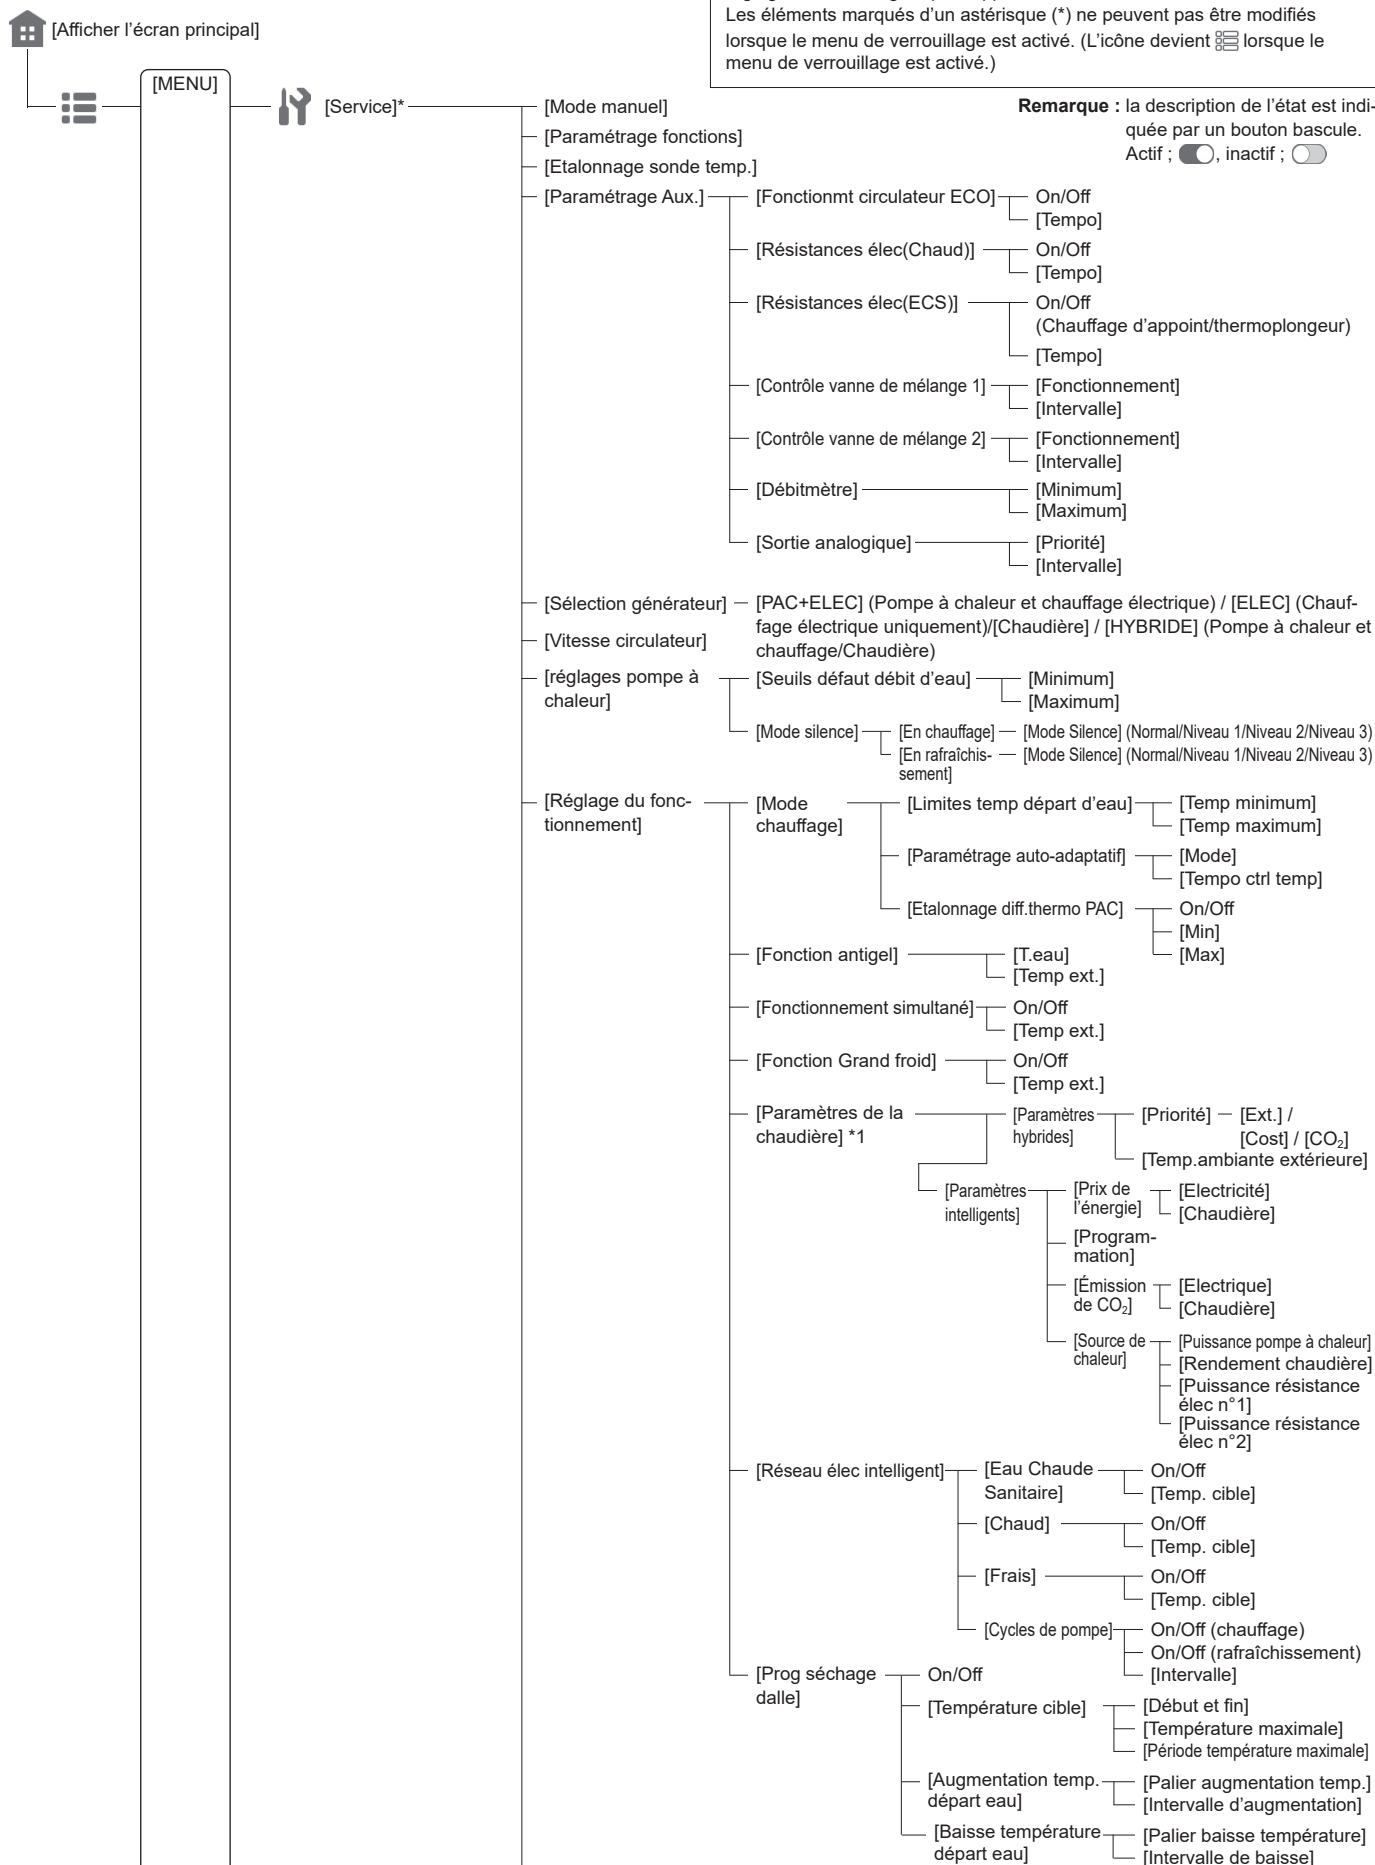 [Afficher l’écran principal]
Les éléments marqués d’un astérisque (*) ne peuvent pas être modifiés
lorsque le menu de verrouillage est activé. (L’icône devient lorsque le
menu de verrouillage est activé.)
[MENU]
[Service]*
Remarque : la description de l’état est indi-
quée par un bouton bascule.
Actif ; , inactif ;
[Mode manuel]
[Paramétrage fonctions]
[Etalonnage sonde temp.]
[Paramétrage Aux.]
[Fonctionmt circulateur ECO]
On/Off
[Tempo]
[Résistances élec(Chaud)]
On/Off
[Tempo]
[Résistances élec(ECS)]
On/Off
(Chauffage d’appoint/thermoplongeur)
[Tempo]
[Contrôle vanne de mélange 1]
[Fonctionnement]
[Intervalle]
[Contrôle vanne de mélange 2]
[Fonctionnement]
[Intervalle]
[Débitmètre]
[Minimum]
[Maximum]
[Sortie analogique]
[Priorité]
[Intervalle]
[Sélection générateur]
[PAC+ELEC] (Pompe à chaleur et chauffage électrique) / [ELEC] (Chauf-
fage électrique uniquement)/[Chaudière] / [HYBRIDE] (Pompe à chaleur et
chauffage/Chaudière)
[Vitesse circulateur]
[réglages pompe à
chaleur]
[Seuils défaut débit d’eau]
[Minimum]
[Maximum]
[Mode silence]
[En chauffage]
[Mode Silence] (Normal/Niveau 1/Niveau 2/Niveau 3)
[En rafraîchis-
sement]
[Mode Silence] (Normal/Niveau 1/Niveau 2/Niveau 3)
[Réglage du fonc-
tionnement]
[Mode
chauffage]
[Limites temp départ d’eau]
[Temp minimum]
[Temp maximum]
[Paramétrage auto-adaptatif]
[Mode]
[Tempo ctrl temp]
[Etalonnage diff.thermo PAC]
On/Off
[Min]
[Max]
[Fonction antigel]
[T.eau]
[Temp ext.]
[Fonctionnement simultané]
On/Off
[Temp ext.]
[Fonction Grand froid]
On/Off
[Temp ext.]
[Paramètres de la
chaudière] *1
[Paramètres
hybrides]
[Priorité]
[Ext.] /
[Cost] / [CO₂]
[Temp.ambiante extérieure]
[Paramètres
intelligents]
[Prix de
l’énergie]
[Electricité]
[Chaudière]
[Program-
mation]
[Émission
de CO₂]
[Electrique]
[Chaudière]
[Source de
chaleur]
[Puissance pompe à chaleur]
[Rendement chaudière]
[Puissance résistance
élec n°1]
[Puissance résistance
élec n°2]
[Réseau élec intelligent]
[Eau Chaude
Sanitaire]
On/Off
[Temp. cible]
[Chaud]
On/Off
[Temp. cible]
[Frais]
On/Off
[Temp. cible]
[Cycles de pompe]
On/Off (chauffage)
On/Off (rafraîchissement)
[Intervalle]
[Prog séchage
dalle]
On/Off
[Température cible]
[Début et fin]
[Température maximale]
[Période température maximale]
[Augmentation temp.
départ eau]
[Palier augmentation temp.]
[Intervalle d’augmentation]
[Baisse température
départ eau]
[Palier baisse température]
[Intervalle de baisse]